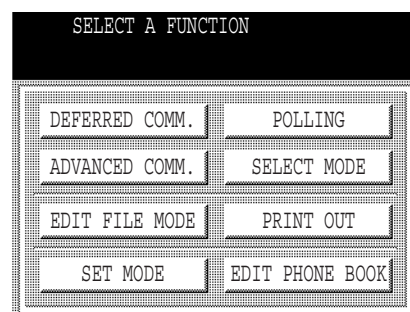 SELECT A FUNCTION
DEFERRED COMM. POLLING
ADVANCED COMM. SELECT MODE
EDIT FILE MODE PRINT OUT
SET MODE EDIT PHONE BOOK